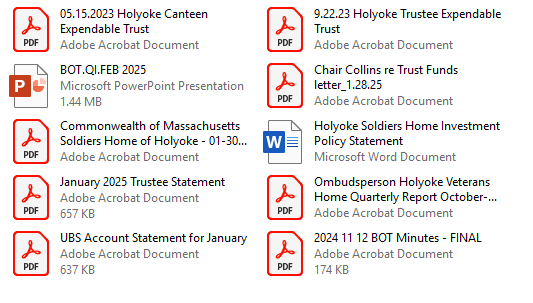 05.15.2023 Holyoke Canteen
Expendable Trust
Adobe Acrobat Document
PDF
9.22.23 Holyoke Trustee Expendable
Trust
Adobe Acrobat Document
PDF
BOT.QI.FEB 2025
Microsoft PowerPoint Presentation
1.44 MB
P
Chair Collins re Trust Funds
letter_1.28.25
Adobe Acrobat Document
PDF
Commonwealth of Massachusetts
Soldiers Home of Holyoke - 01-30...
Adobe Acrobat Document
PDF
Holyoke Soldiers Home Investment
Policy Statement
Microsoft Word Document
W
January 2025 Trustee Statement
Adobe Acrobat Document
657 KB
PDF
Ombudsperson Holyoke Veterans
Home Quarterly Report October-...
Adobe Acrobat Document
PDF
UBS Account Statement for January
Adobe Acrobat Document
637 KB
PDF
2024 11 12 BOT Minutes - FINAL
Adobe Acrobat Document
174 KB
PDF